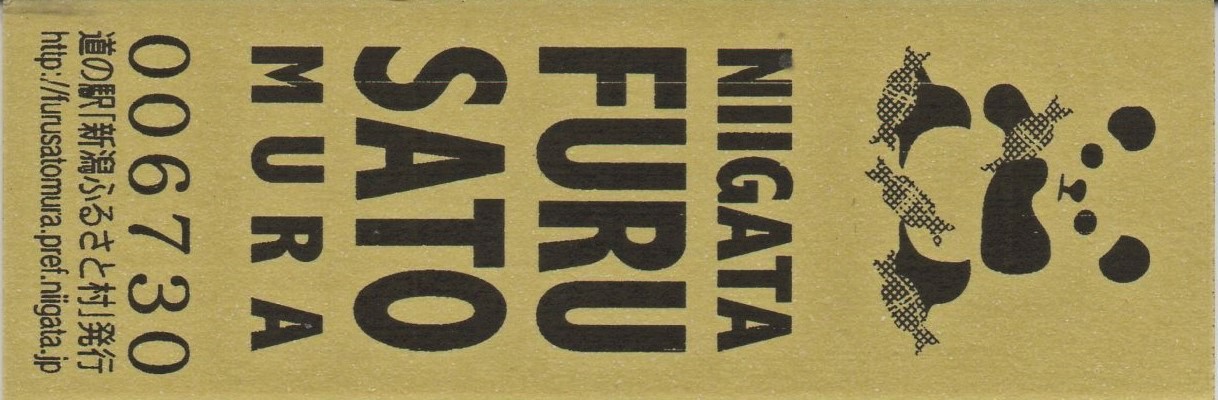 NIIGATA
FURU
SATO
MURA
006730
道の駅「新潟ふるさと村」発行
http://furusatomura.pref.niigata.jp